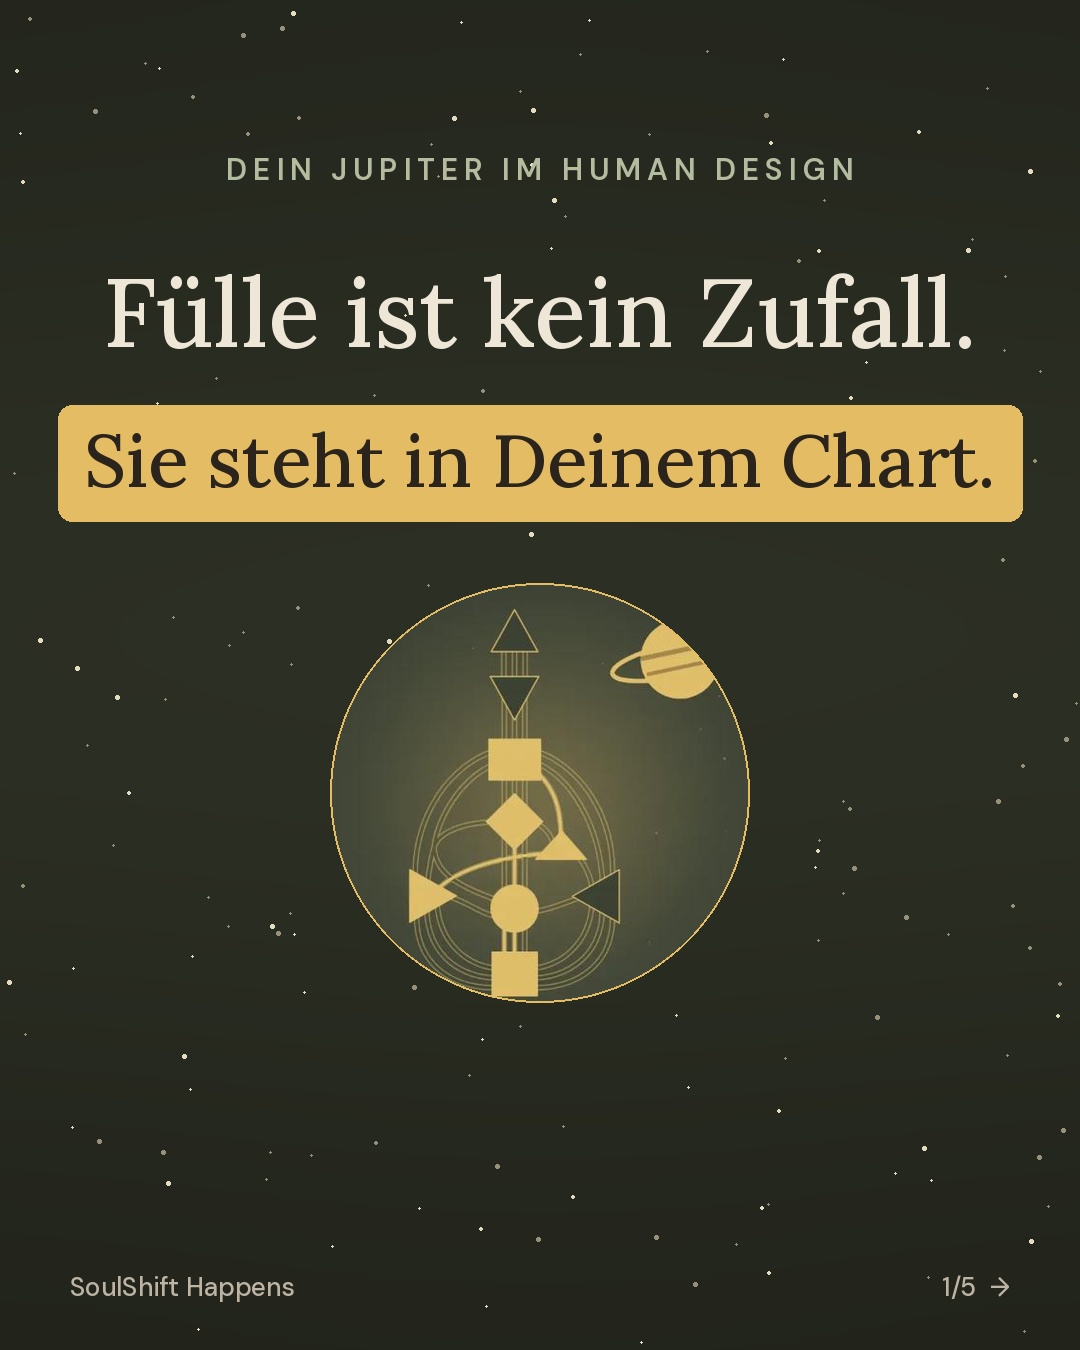 DEIN JUPITER IM HUMAN DESIGN
Fülle ist kein Zufall.
Sie steht in Deinem Chart.
SoulShift Happens
1/5 →